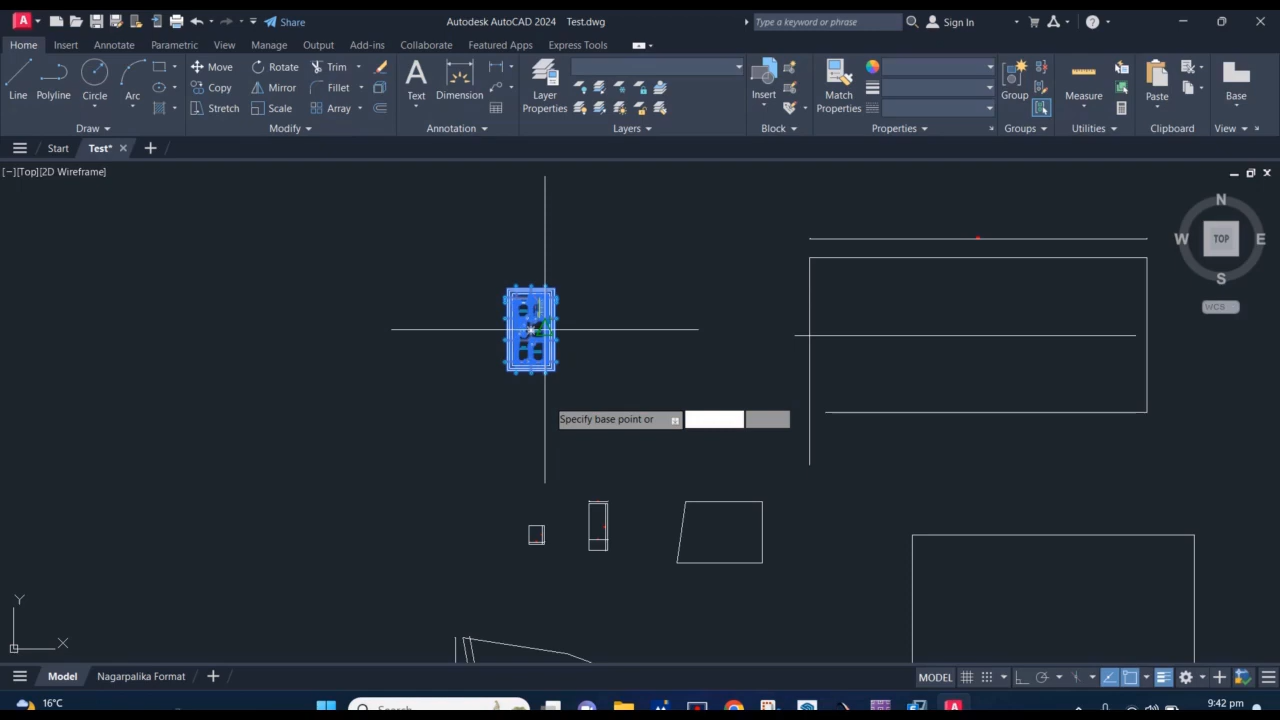 A Share Autodesk AutoCAD 2024 Test.dwg Type a keyword or phrase Sign In ?
Home Insert Annotate Parametric View Manage Output Add-ins Collaborate Featured Apps Express Tools
Line Polyline Circle Arc Move Rotate Trim Text Dimension Layer Properties Insert Match Properties Group Measure Paste Base
Copy Mirror Fillet
Stretch Scale Array
Draw Modify Annotation Layers Block Properties Groups Utilities Clipboard View
Start Test* +
[−][Top][2D Wireframe]
N
W TOP E
S
WCS
Specify base point or
Y
X
Model Nagarpalika Format + MODEL
16°C Search 9:42 pm